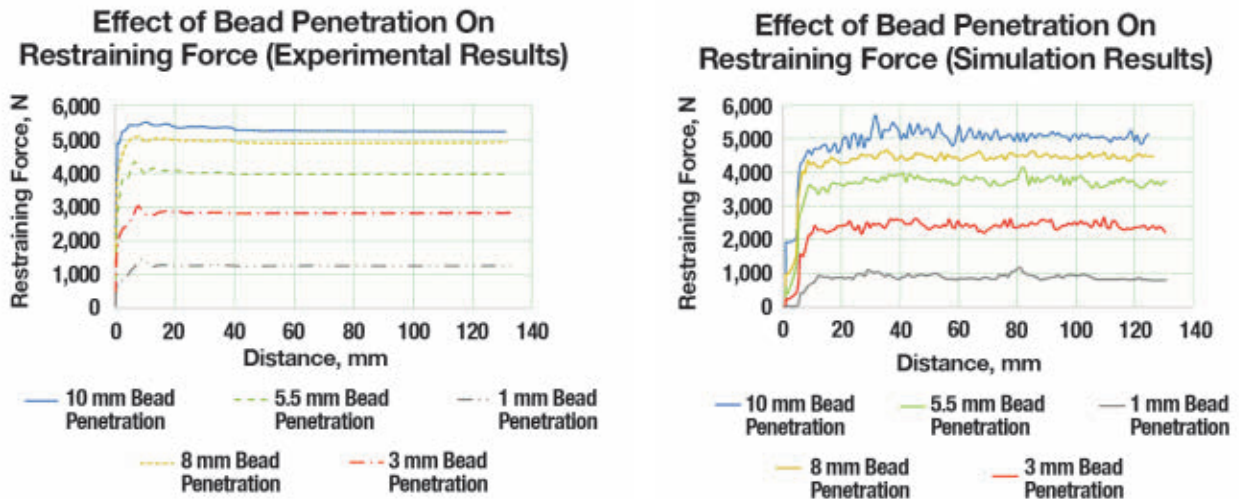 Effect of Bead Penetration On
Restraining Force (Experimental Results)
Restraining Force, N
6,000
5,000
4,000
3,000
2,000
1,000
0
0 20 40 60 80 100 120 140
Distance, mm
10 mm Bead Penetration
5.5 mm Bead Penetration
1 mm Bead Penetration
8 mm Bead Penetration
3 mm Bead Penetration
Effect of Bead Penetration On
Restraining Force (Simulation Results)
Restraining Force, N
6,000
5,000
4,000
3,000
2,000
1,000
0
0 20 40 60 80 100 120 140
Distance, mm
10 mm Bead Penetration
5.5 mm Bead Penetration
1 mm Bead Penetration
8 mm Bead Penetration
3 mm Bead Penetration